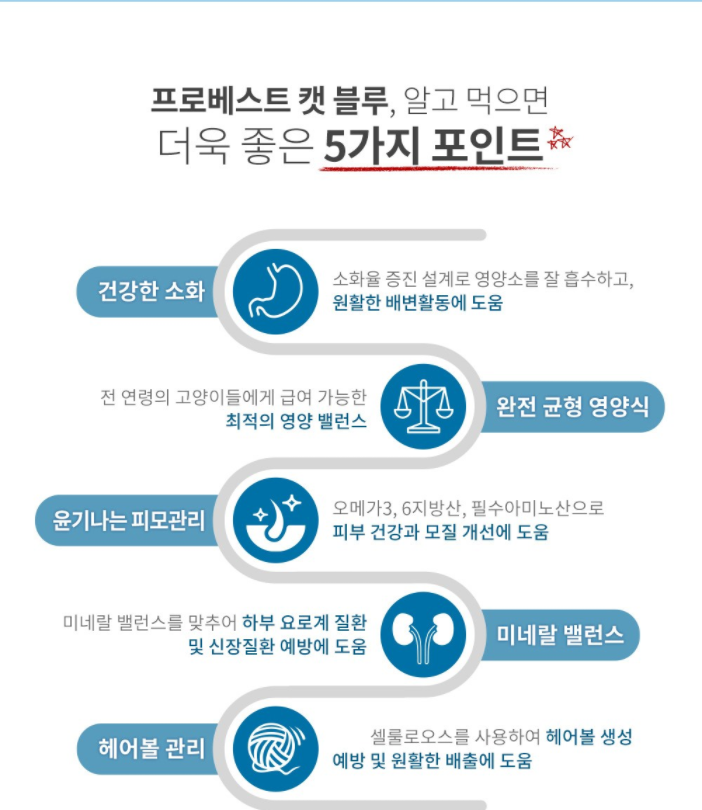 프로베스트 캣 블루, 알고 먹으면
더욱 좋은 5가지 포인트
건강한 소화
소화율 증진 설계로 영양소를 잘 흡수하고,
원활한 배변활동에 도움
전 연령의 고양이들에게 급여 가능한
최적의 영양 밸런스
완전 균형 영양식
윤기나는 피모관리
오메가3, 6지방산, 필수아미노산으로
피부 건강과 모질 개선에 도움
미네랄 밸런스를 맞추어 하부 요로계 질환
및 신장질환 예방에 도움
미네랄 밸런스
헤어볼 관리
셀룰로오스를 사용하여 헤어볼 생성
예방 및 원활한 배출에 도움